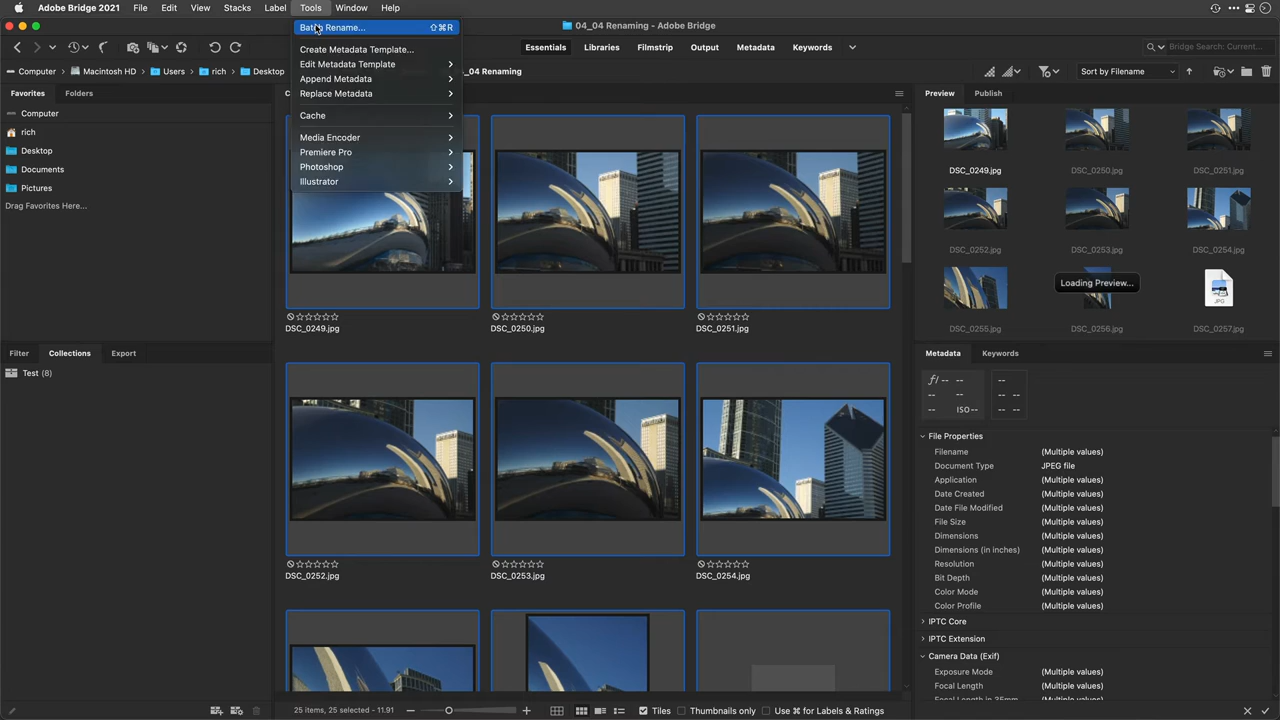 Adobe Bridge 2021 File Edit View Stacks Label Tools Window Help
04_04 Renaming - Adobe Bridge
Batch Rename... ⇧⌘R
Create Metadata Template...
Edit Metadata Template
Append Metadata
Replace Metadata
Cache
Media Encoder
Premiere Pro
Photoshop
Illustrator
Essentials Libraries Filmstrip Output Metadata Keywords
Bridge Search: Current...
Computer Macintosh HD Users rich Desktop
_04 Renaming
Sort by Filename
Favorites Folders
Computer
rich
Desktop
Documents
Pictures
Drag Favorites Here...
Filter Collections Export
Test (8)
DSC_0249.jpg DSC_0250.jpg DSC_0251.jpg
DSC_0252.jpg DSC_0253.jpg DSC_0254.jpg
25 items, 25 selected - 11.91
Tiles Thumbnails only Use ⌘ for Labels & Ratings
Preview Publish
DSC_0249.jpg DSC_0250.jpg DSC_0251.jpg
DSC_0252.jpg DSC_0253.jpg DSC_0254.jpg
Loading Preview...
JPG
DSC_0255.jpg DSC_0256.jpg DSC_0257.jpg
Metadata Keywords
ƒ/ -- -- --
-- -- -- --
-- ISO -- -- --
File Properties
Filename (Multiple values)
Document Type JPEG file
Application (Multiple values)
Date Created (Multiple values)
Date File Modified (Multiple values)
File Size (Multiple values)
Dimensions (Multiple values)
Dimensions (in inches) (Multiple values)
Resolution (Multiple values)
Bit Depth (Multiple values)
Color Mode (Multiple values)
Color Profile (Multiple values)
IPTC Core
IPTC Extension
Camera Data (Exif)
Exposure Mode (Multiple values)
Focal Length (Multiple values)